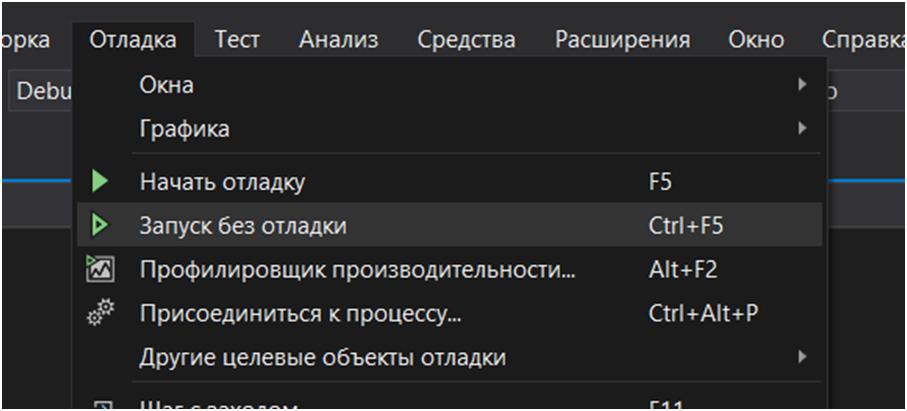 орка Отладка Тест Анализ Средства Расширения Окно Справка
Debu
Окна
Графика
Начать отладку F5
Запуск без отладки Ctrl+F5
Профилировщик производительности... Alt+F2
Присоединиться к процессу... Ctrl+Alt+P
Другие целевые объекты отладки
Шаг с заходом F11